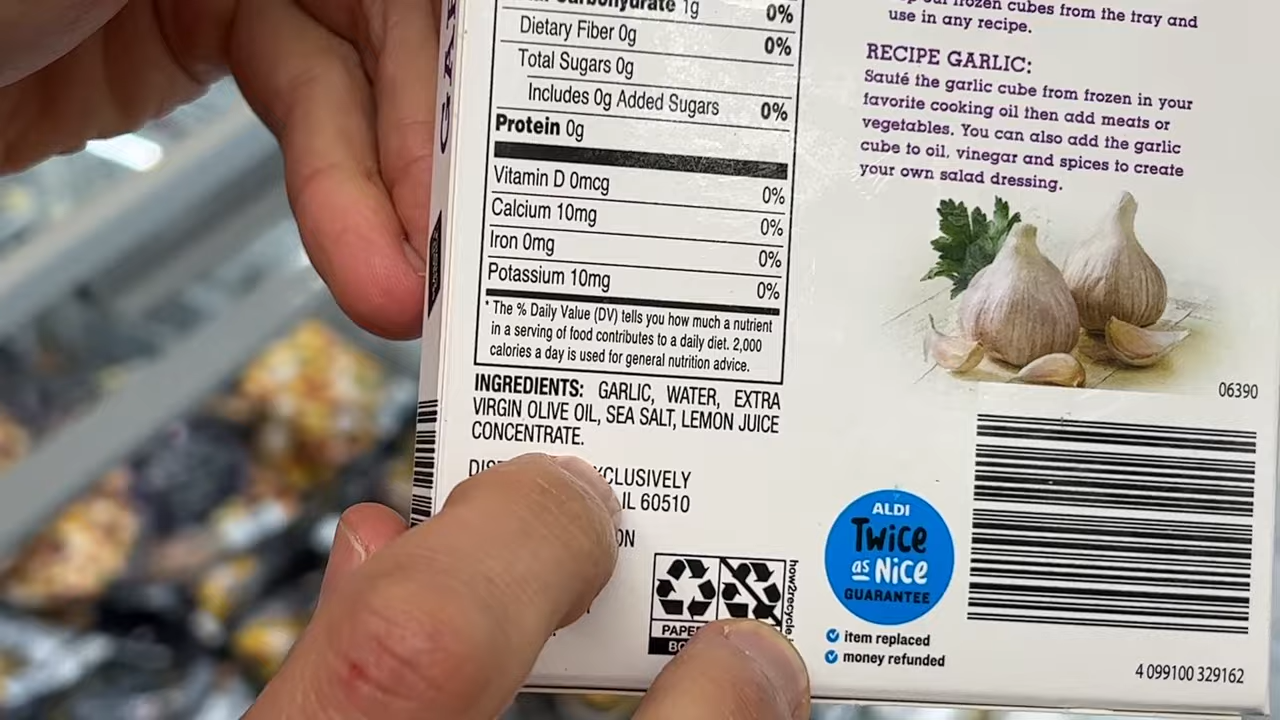 Carbohydrate 1g 0%
Dietary Fiber 0g 0%
Total Sugars 0g
Includes 0g Added Sugars 0%
Protein 0g
Vitamin D 0mcg 0%
Calcium 10mg 0%
Iron 0mg 0%
Potassium 10mg 0%
* The % Daily Value (DV) tells you how much a nutrient
in a serving of food contributes to a daily diet. 2,000
calories a day is used for general nutrition advice.
INGREDIENTS: GARLIC, WATER, EXTRA
VIRGIN OLIVE OIL, SEA SALT, LEMON JUICE
CONCENTRATE.
IL 60510
how2recycle
frozen cubes from the tray and
use in any recipe.
RECIPE GARLIC:
Sauté the garlic cube from frozen in your
favorite cooking oil then add meats or
vegetables. You can also add the garlic
cube to oil, vinegar and spices to create
your own salad dressing.
06390
ALDI
Twice
as Nice
GUARANTEE
item replaced
money refunded
4 099100 329162